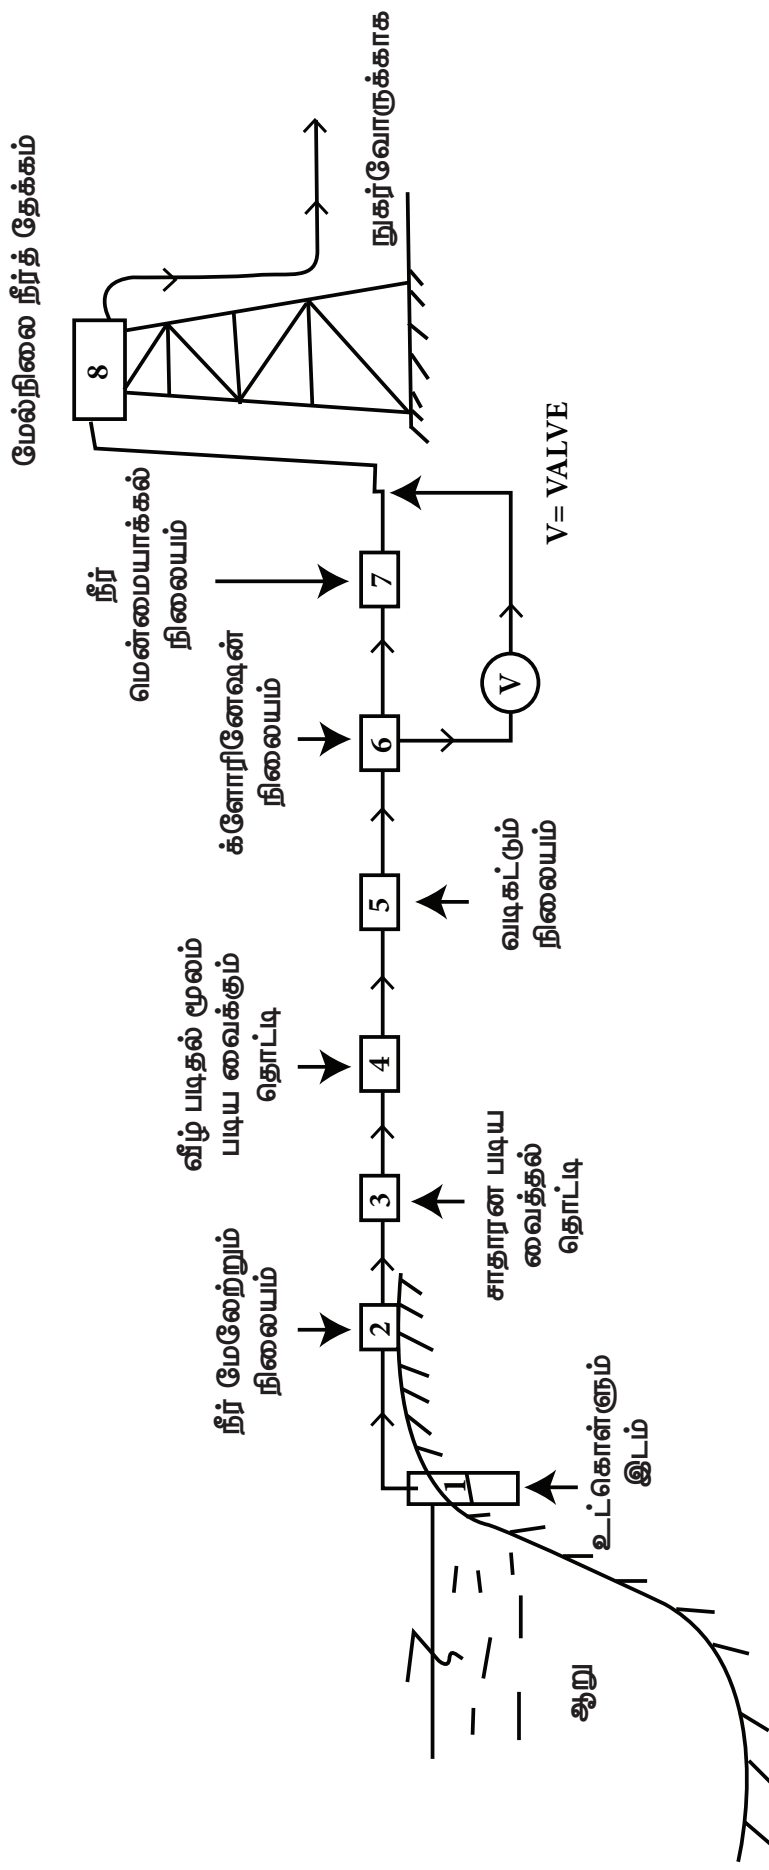 மேல்நிலை நீர்த் தேக்கம்
8
நுகர்வோருக்காக
நீர்
மென்மையாக்கல்
நிலையம்
7
V= VALVE
க்ளோரினேஷன்
நிலையம்
6
V
5
வடிகட்டும்
நிலையம்
வீழ் படிதல் மூலம்
படிய வைக்கும்
தொட்டி
4
3
சாதாரன படிய
வைத்தல்
தொட்டி
நீர் மேலேற்றும்
நிலையம்
2
1
உட்கொள்ளும்
இடம்
ஆறு